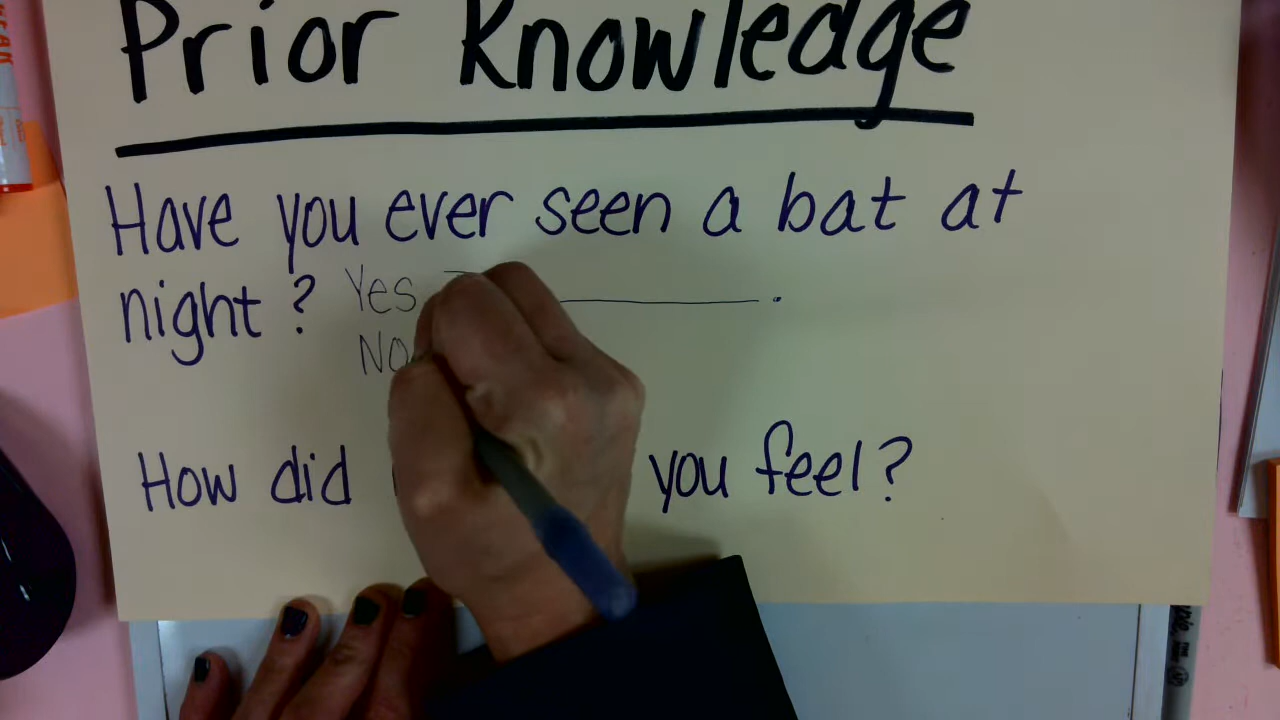 Prior Knowledge
Have you ever seen a bat at
night? Yes
No
How did you feel?